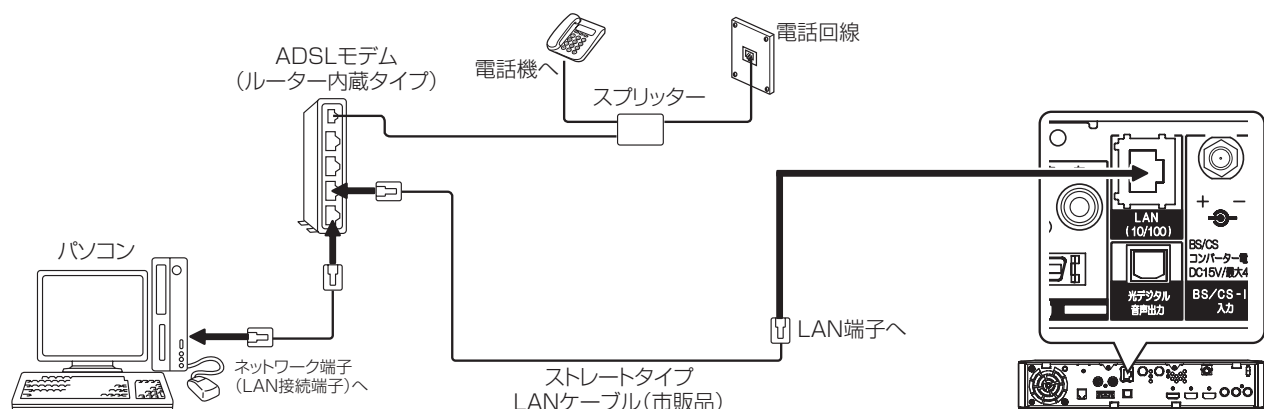 電話回線
電話機へ
ADSLモデム
(ルーター内蔵タイプ)
スプリッター
パソコン
ネットワーク端子
(LAN接続端子)へ
ストレートタイプ
LANケーブル(市販品)
LAN端子へ
LAN
(10/100)
光デジタル
音声出力
+ −
BS/CS
コンバーター電
DC15V/最大4
BS/CS-I
入力